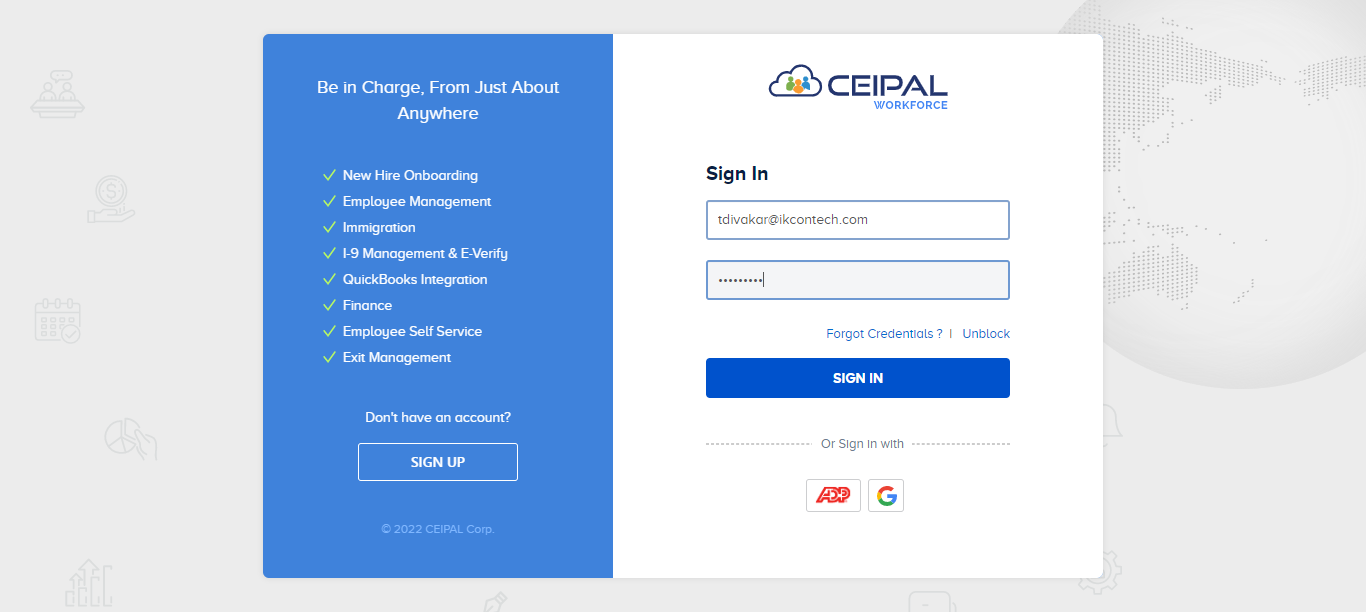 Be in Charge, From Just About
Anywhere
New Hire Onboarding
Employee Management
Immigration
I-9 Management & E-Verify
QuickBooks Integration
Finance
Employee Self Service
Exit Management
Don't have an account?
SIGN UP
© 2022 CEIPAL Corp.
CEIPAL
WORKFORCE
Sign In
tdivakar@ikcontech.com
•••••••••
Forgot Credentials ? | Unblock
SIGN IN
Or Sign in with
ADP G